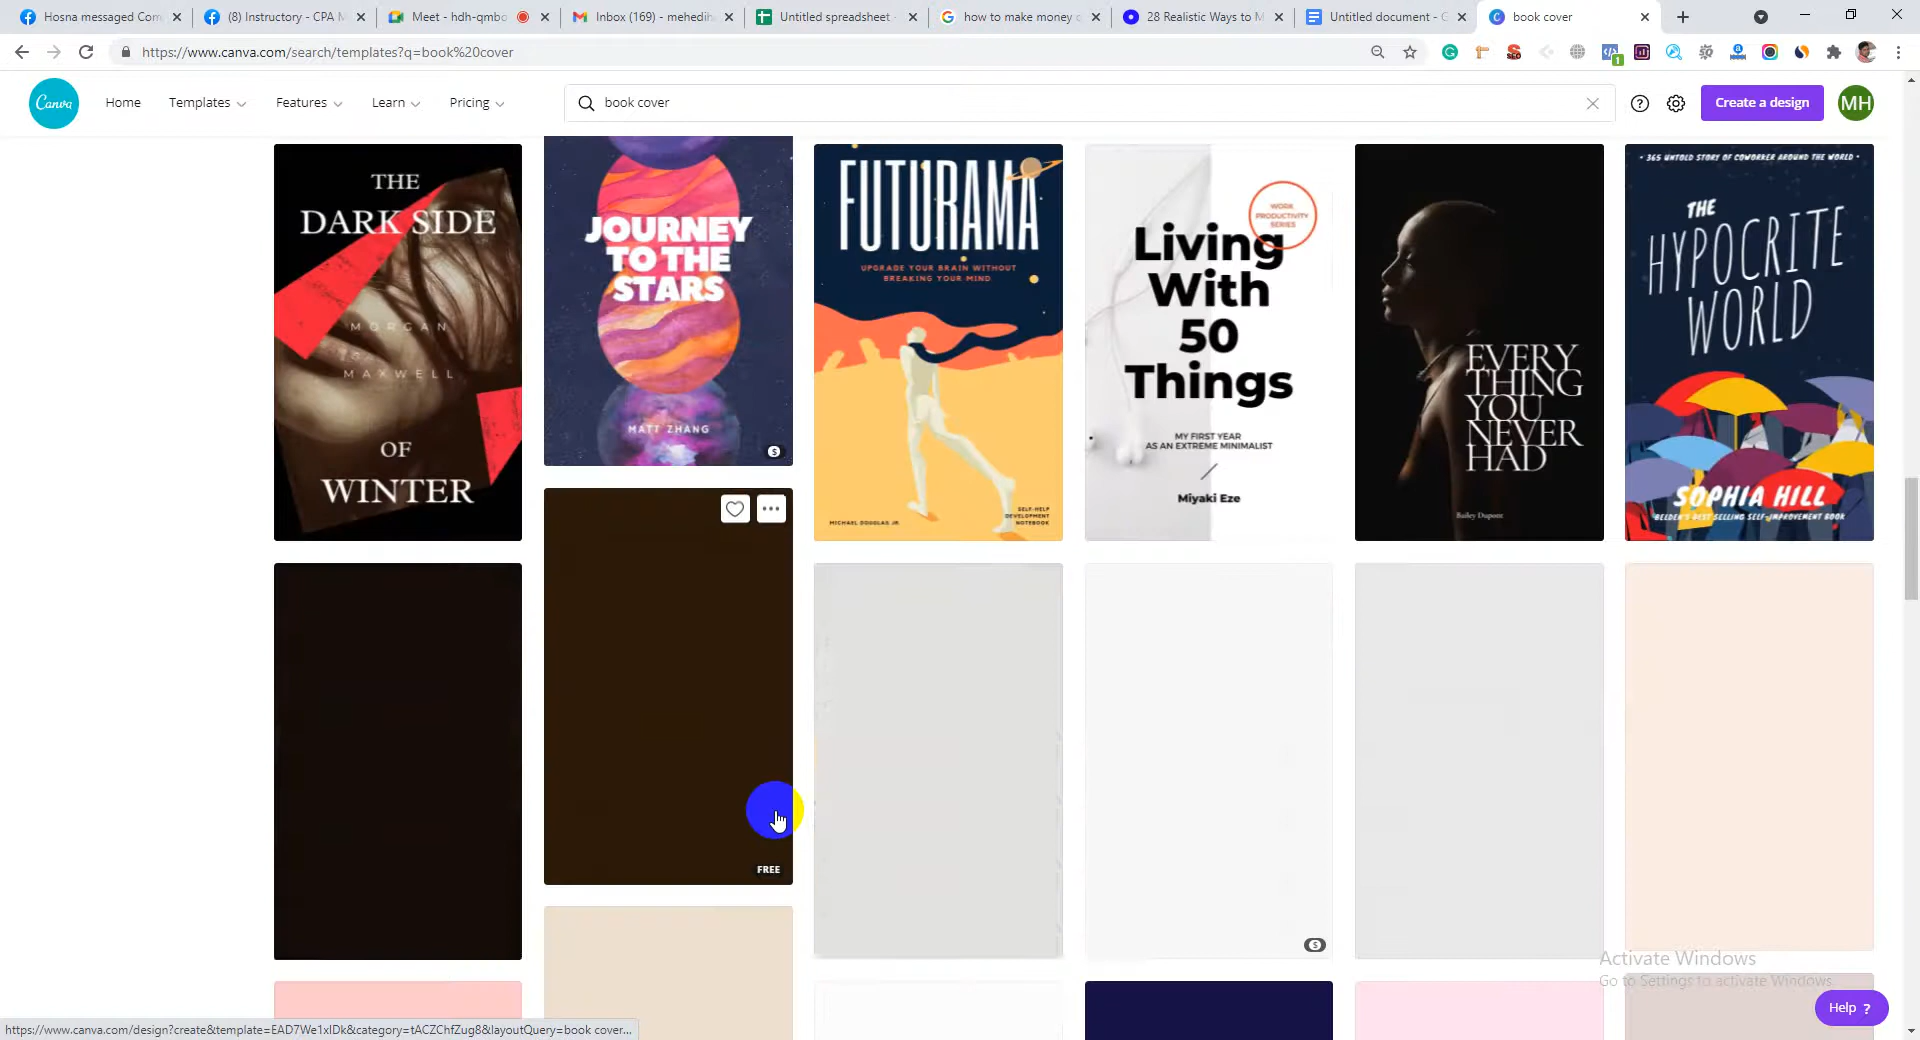 Hosna messaged Com
(8) Instructory - CPA M
Meet - hdh-qmbo
Inbox (169) - mehedih
Untitled spreadsheet
how to make money o
28 Realistic Ways to M
Untitled document - G
book cover
https://www.canva.com/search/templates?q=book%20cover
1
Canva
Home
Templates
Features
Learn
Pricing
book cover
Create a design
MH
THE
DARK SIDE
MORGAN
MAXWELL
OF
WINTER
JOURNEY
TO THE
STARS
MATT ZHANG
$
FUTURAMA
UPGRADE YOUR BRAIN WITHOUT
BREAKING YOUR MIND
MICHAEL DOUGLAS JR
SELF-HELP
DEVELOPMENT
NOTEBOOK
WORK
PRODUCTIVITY
SERIES
Living
With
50
Things
MY FIRST YEAR
AS AN EXTREME MINIMALIST
Miyaki Eze
EVERY
THING
YOU
NEVER
HAD
Bailey Dupont
• 365 UNTOLD STORY OF COWORKER AROUND THE WORLD •
THE
HYPOCRITE
WORLD
SOPHIA HILL
BELDEN'S BEST SELLING SELF-IMPROVEMENT BOOK
FREE
$
Activate Windows
Go to Settings to activate Windows.
Help ?
https://www.canva.com/design?create&template=EAD7We1xIDk&category=tACZChfZug8&layoutQuery=book cover...